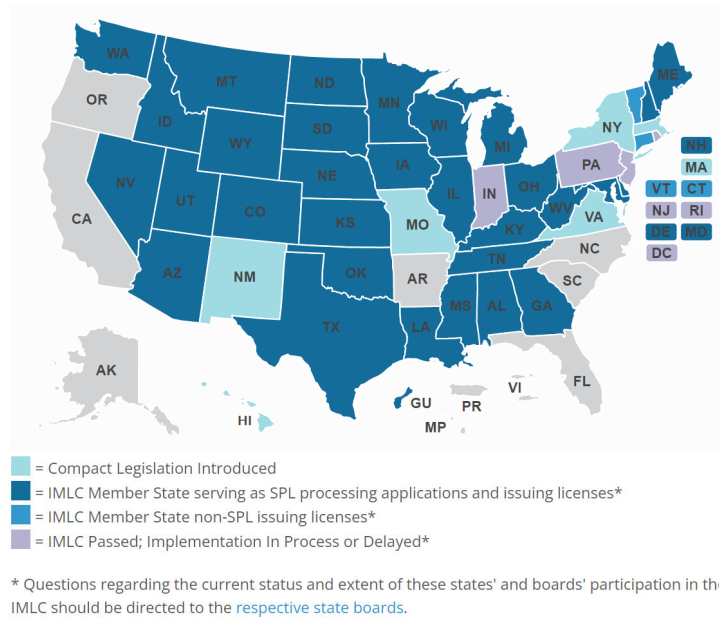 WA
MT
ND
MN
ME
OR
ID
SD
WI
NY
WY
MI
NH
MA
IA
PA
NE
NV
VT CT
UT
IL
IN
OH
CO
WV
NJ RI
CA
KS
MO
KY
VA
DE MD
DC
NC
TN
AZ
NM
OK
AR
SC
MS
AL
GA
TX
LA
AK
FL
HI
GU
VI
PR
MP
= Compact Legislation Introduced
= IMLC Member State serving as SPL processing applications and issuing licenses*
= IMLC Member State non-SPL issuing licenses*
= IMLC Passed; Implementation In Process or Delayed*
* Questions regarding the current status and extent of these states' and boards' participation in the
IMLC should be directed to the respective state boards.